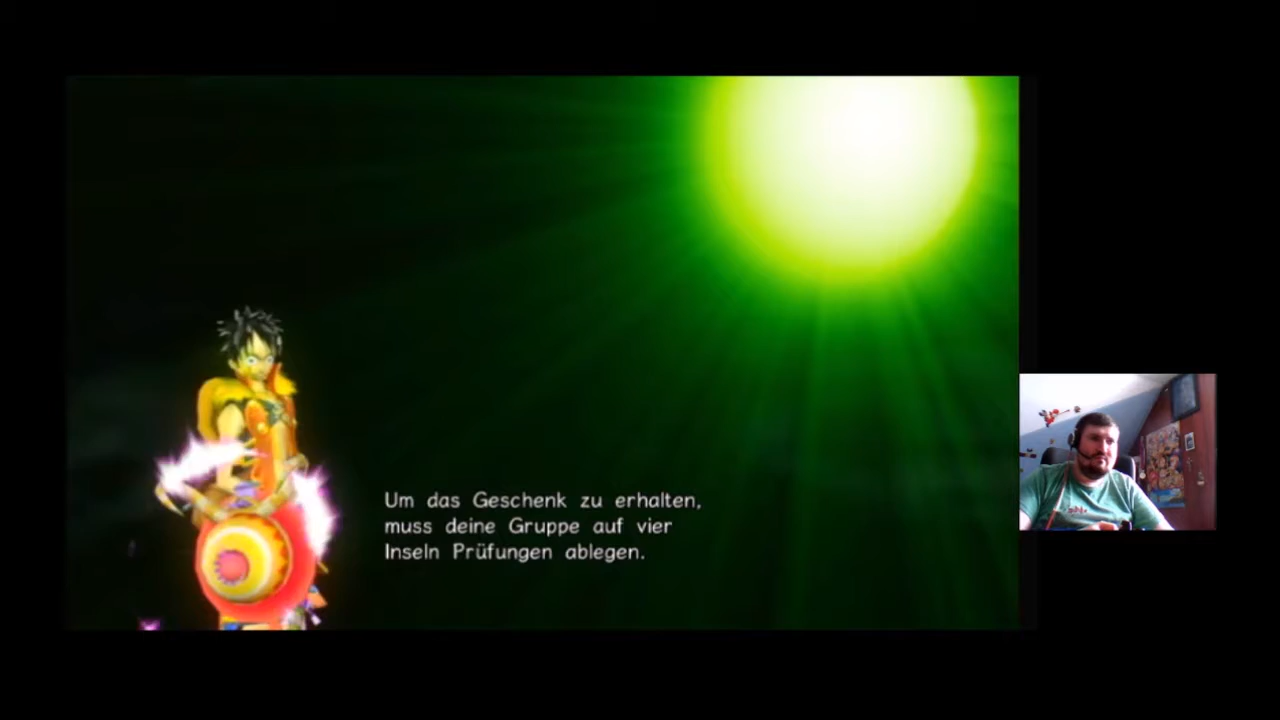 Um das Geschenk zu erhalten,
muss deine Gruppe auf vier
Inseln Prüfungen ablegen.